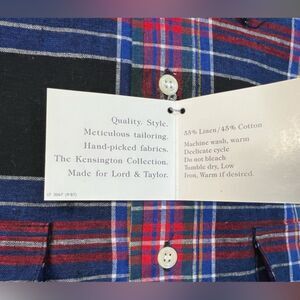 Quality. Style.
Meticulous tailoring.
Hand-picked fabrics.
The Kensington Collection.
Made for Lord & Taylor.
55% Linen/45% Cotton
Machine wash, warm
Declicate cycle
Do not bleach
Tumble dry, Low
Iron, Warm if desired